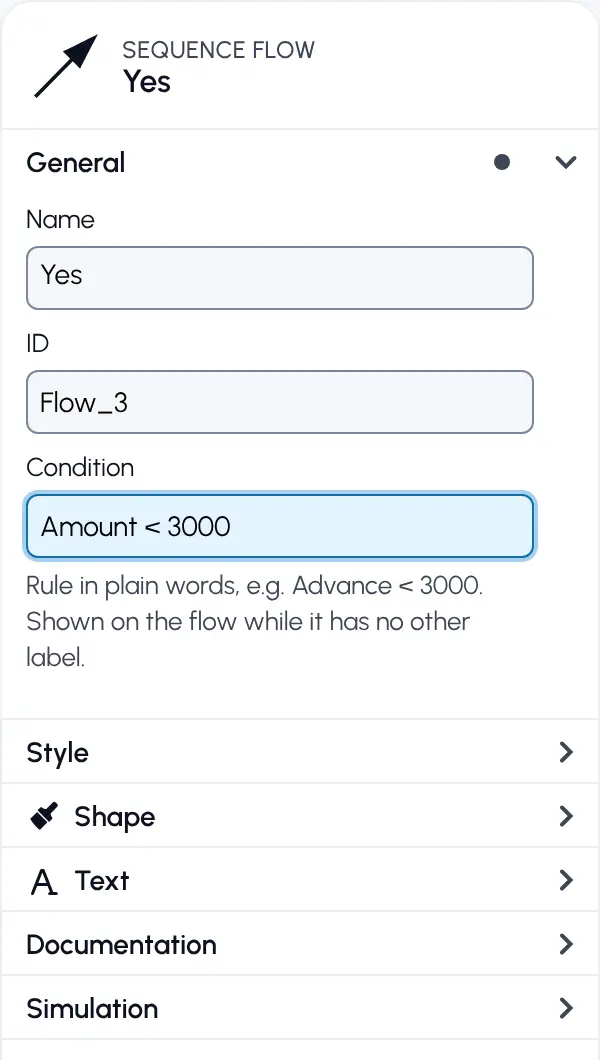 SEQUENCE FLOW
Yes
General
Name
Yes
ID
Flow_3
Condition
Amount < 3000
Rule in plain words, e.g. Advance < 3000.
Shown on the flow while it has no other
label.
Style
Shape
Text
Documentation
Simulation